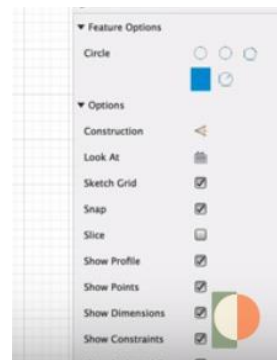 Feature Options
Circle
Options
Construction
Look At
Sketch Grid
Snap
Slice
Show Profile
Show Points
Show Dimensions
Show Constraints